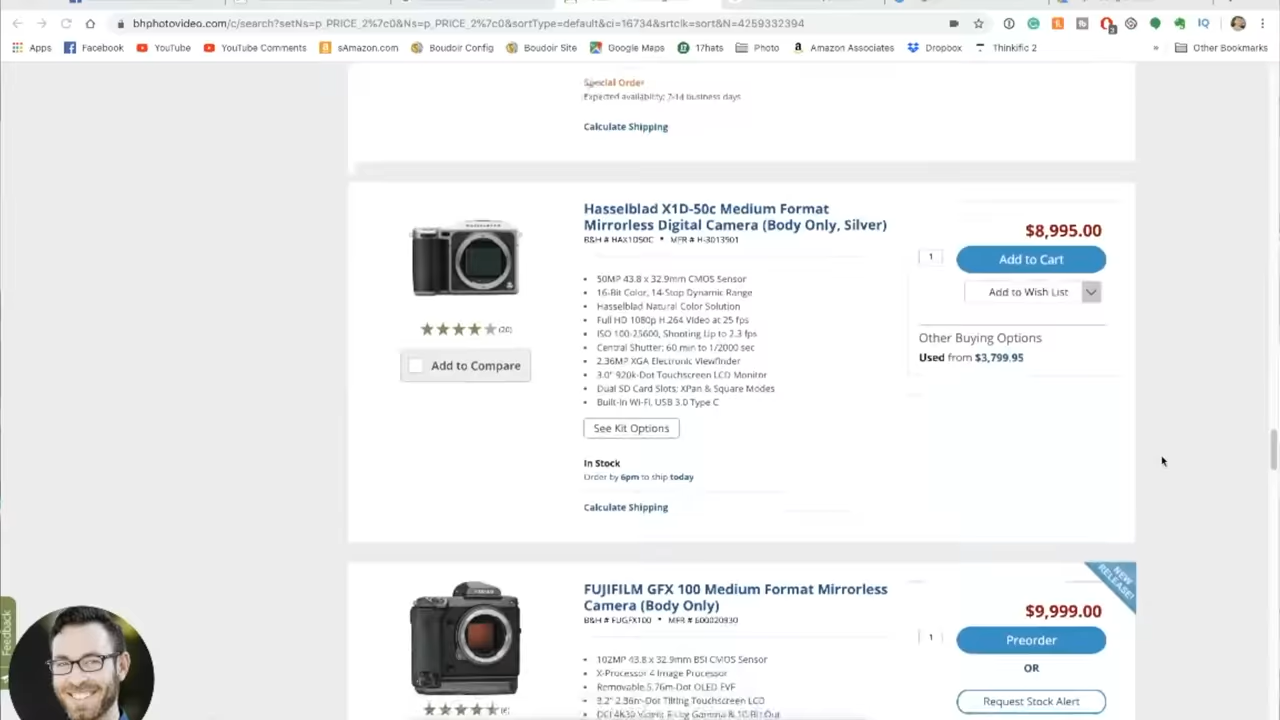 bhphotovideo.com/c/search?setNs=p_PRICE_2%7c0&Ns=p_PRICE_2%7c0&sortType=default&ci=16734&srtclk=sort&N=4259332394
Apps Facebook YouTube YouTube Comments sAmazon.com Boudoir Config Boudoir Site Google Maps 17hats Photo Amazon Associates Dropbox Thinkific 2 » Other Bookmarks
Special Order
Expected availability: 7-14 business days
Calculate Shipping
Hasselblad X1D-50c Medium Format
Mirrorless Digital Camera (Body Only, Silver)
B&H # HAX1D50C • MFR # H-3013901
$8,995.00
1
Add to Cart
Add to Wish List
50MP 43.8 x 32.9mm CMOS Sensor
16-Bit Color, 14-Stop Dynamic Range
Hasselblad Natural Color Solution
Full HD 1080p H.264 Video at 25 fps
ISO 100-25600, Shooting Up to 2.3 fps
Central Shutter: 60 min to 1/2000 sec
2.36MP XGA Electronic Viewfinder
3.0" 920k-Dot Touchscreen LCD Monitor
Dual SD Card Slots; XPan & Square Modes
Built-In Wi-Fi, USB 3.0 Type C
(20)
Add to Compare
Other Buying Options
Used from $3,799.95
See Kit Options
In Stock
Order by 6pm to ship today
Calculate Shipping
NEW
RELEASE!
FUJIFILM GFX 100 Medium Format Mirrorless
Camera (Body Only)
B&H # FUGFX100 • MFR # 600020930
$9,999.00
1
Preorder
OR
Request Stock Alert
102MP 43.8 x 32.9mm BSI CMOS Sensor
X-Processor 4 Image Processor
Removable 5.76m-Dot OLED EVF
3.2" 2.36m-Dot Tilting Touchscreen LCD
Feedback